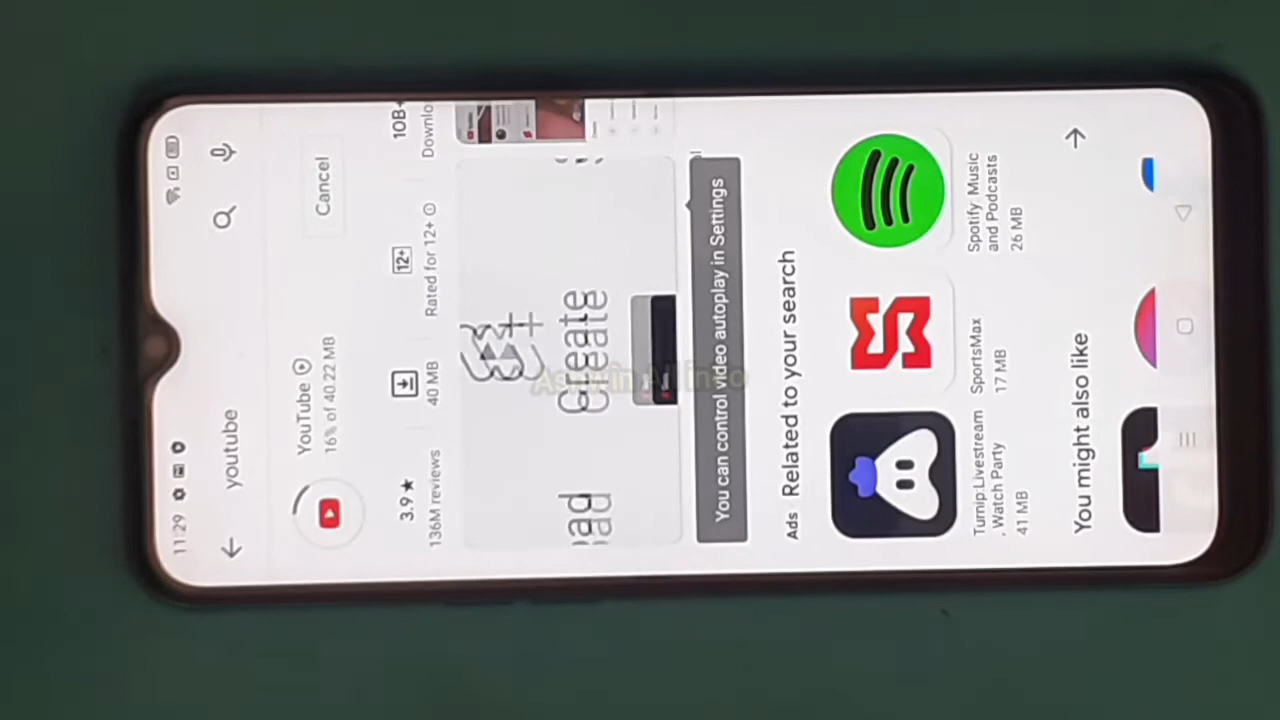 11:29
youtube
YouTube
16% of 40.22 MB
Cancel
3.9★
136M reviews
40 MB
12+
Rated for 12+
10B+
Downlo
Create
Create
You can control video autoplay in Settings
Ads Related to your search
Turnip:Livestream
, Watch Party
41 MB
SportsMax
17 MB
Spotify: Music
and Podcasts
26 MB
You might also like